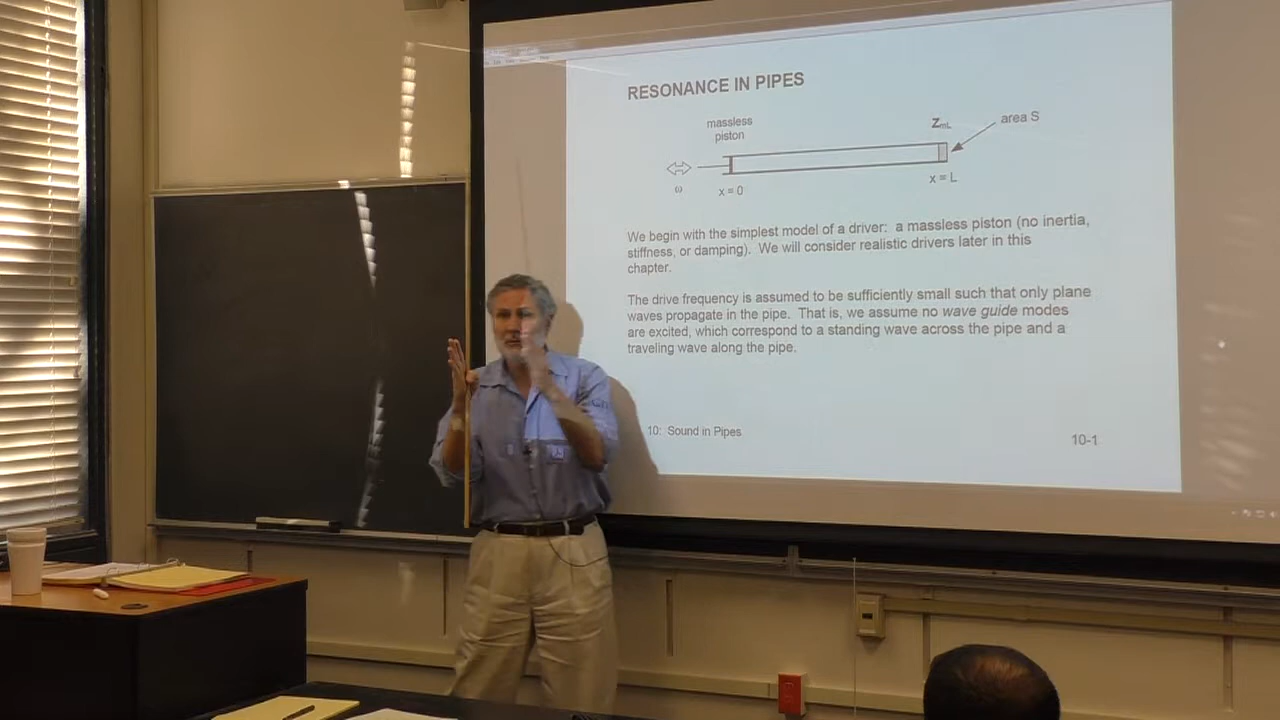 RESONANCE IN PIPES
massless
piston
ZmL
area S
ω
x = 0
x = L
We begin with the simplest model of a driver: a massless piston (no inertia,
stiffness, or damping). We will consider realistic drivers later in this
chapter.
The drive frequency is assumed to be sufficiently small such that only plane
waves propagate in the pipe. That is, we assume no wave guide modes
are excited, which correspond to a standing wave across the pipe and a
traveling wave along the pipe.
10: Sound in Pipes
10-1